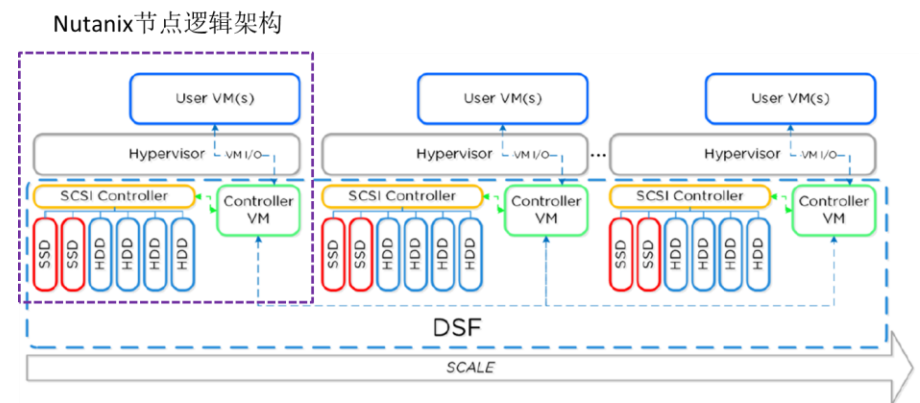 Nutanix节点逻辑架构
User VM(s) User VM(s) User VM(s)
Hypervisor VM I/O Hypervisor VM I/O ... Hypervisor VM I/O
SCSI Controller Controller VM SCSI Controller Controller VM SCSI Controller Controller VM
SSD SSD HDD HDD HDD HDD SSD SSD HDD HDD HDD HDD SSD SSD HDD HDD HDD HDD
DSF
SCALE